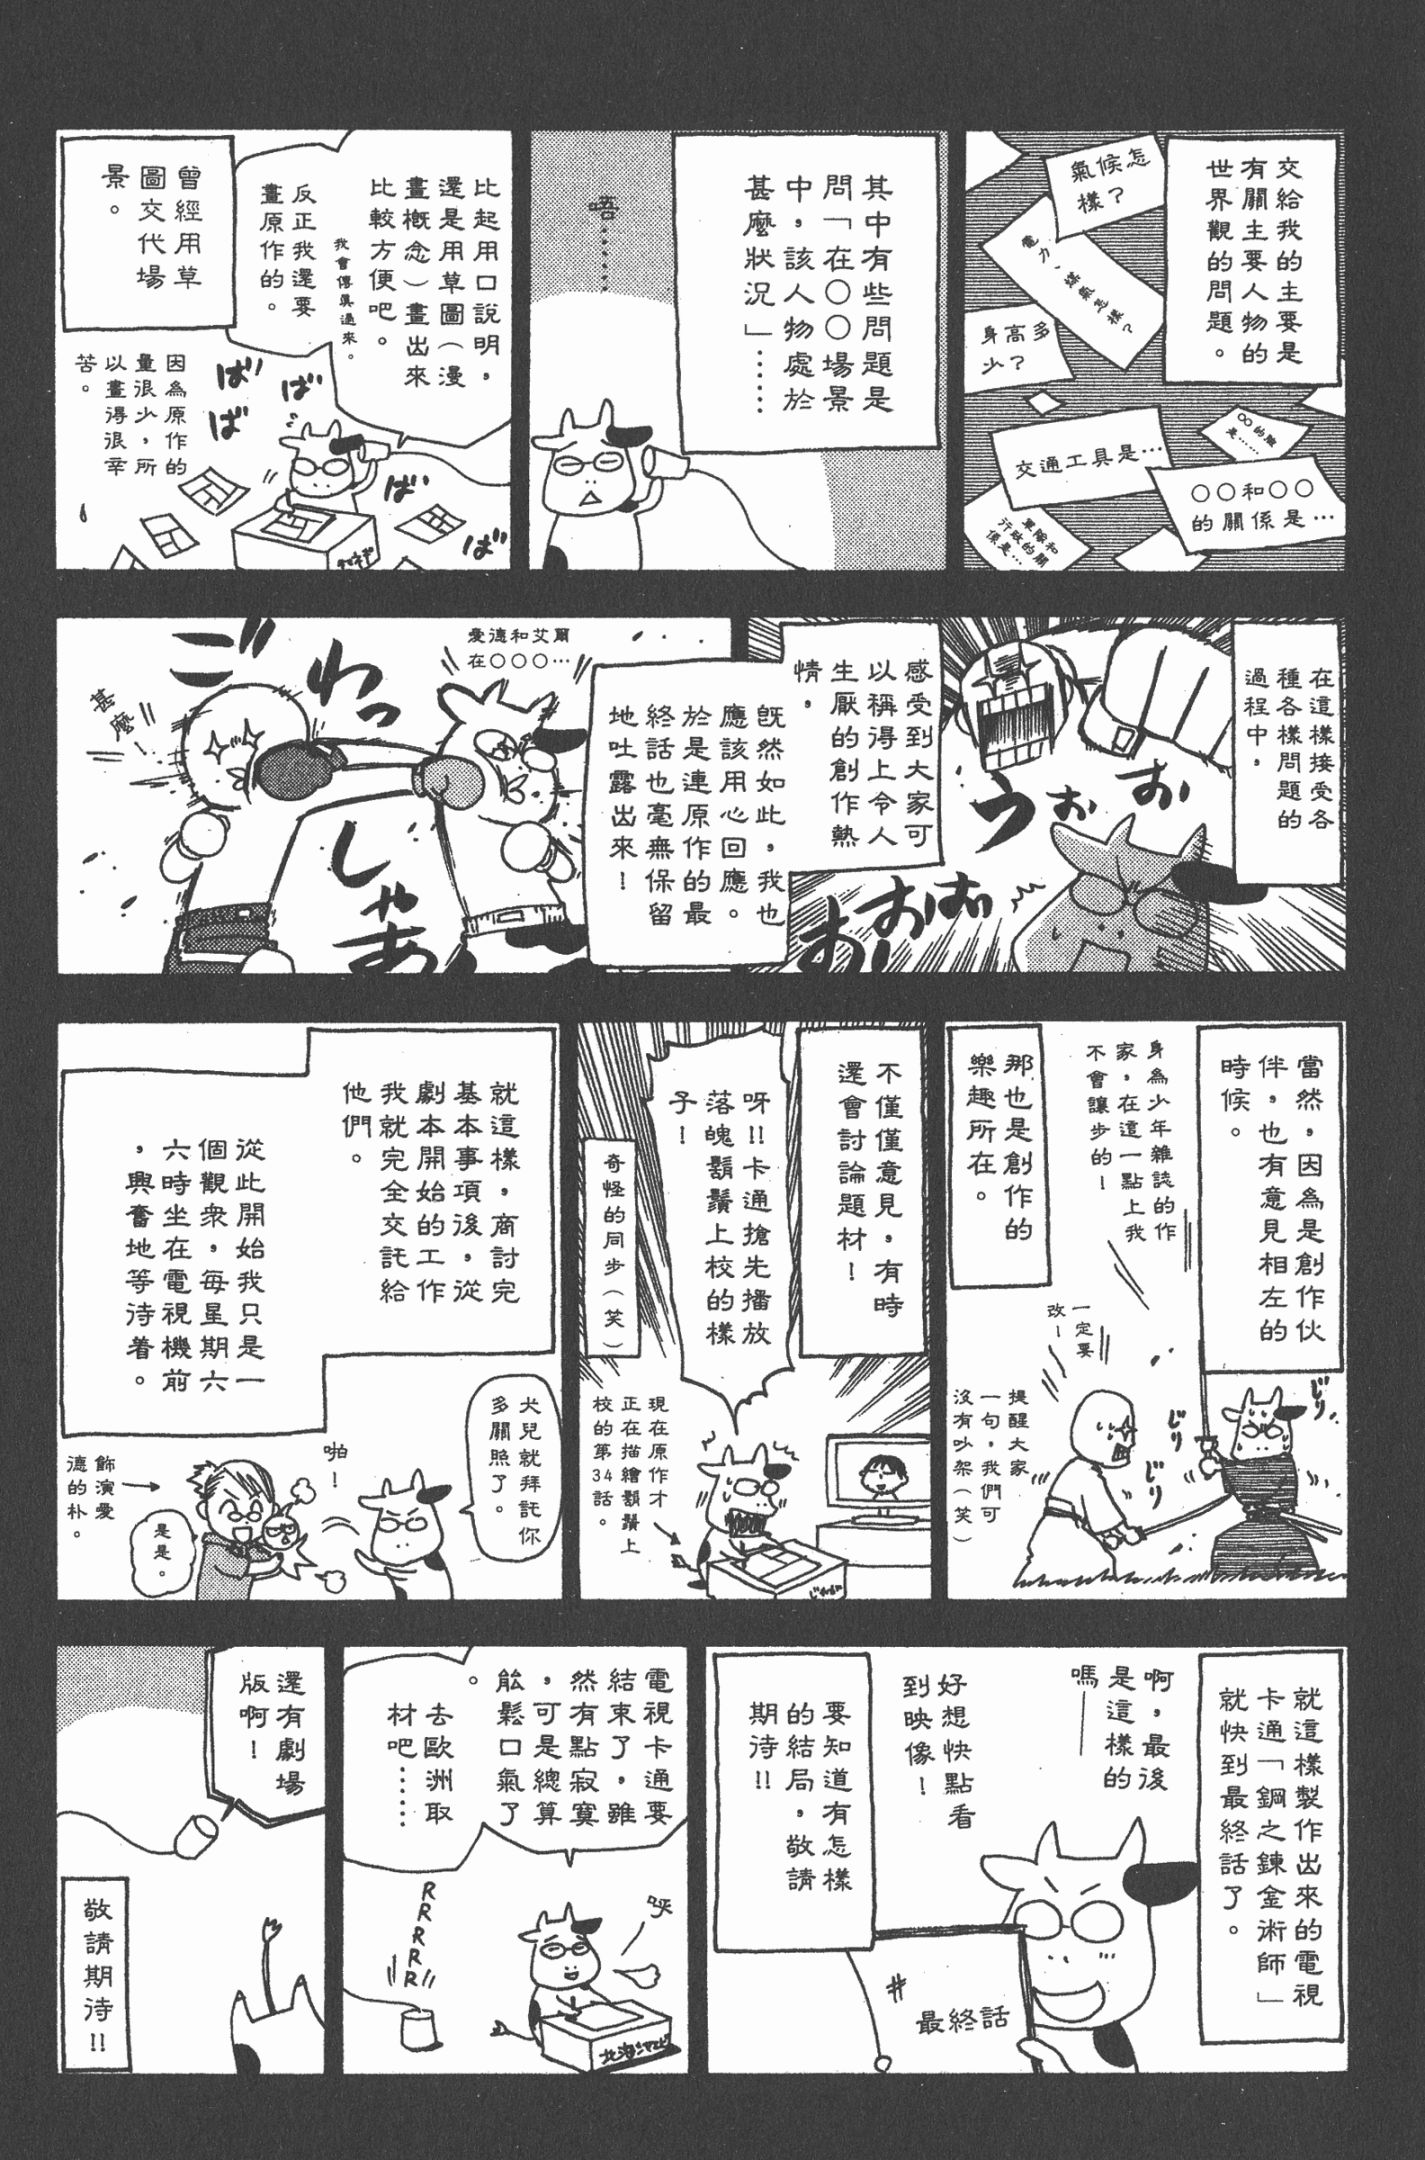 交給我的主要是
有關主要人物的
世界觀的問題。
氣候怎
樣？
電力、煤氣怎樣？
身高多
少？
○○的臉
是……
交通工具是…
○○和○○
的關係是…
軍隊和
行政的關
係是…
其中有些問題是
問「在○○場景
中，該人物處於
甚麼狀況」……
唔……
比起用口說明，
還是用草圖（漫
畫概念）畫出來
比較方便吧。
我會傳真過來。
反正我還要
畫原作的。
曾經用草
圖交代場
景。
因為原作的
量很少，所
以畫得很辛
苦。
ばい
ばば
ばっ
ばっ
在這樣接受各
種各樣問題的
過程中，
感受到大家可
以稱得上令人
生厭的創作熱
情，
うぉぉ
おおおばい
既然如此，我也
應該用心回應。
於是連原作的最
終話也毫無保留
地吐露出來！
愛德和艾爾
在○○○…
甚麼！
わっ
しゃあ
當然，因為是創作伙
伴，也有意見相左的
時候。
那也是創作的
樂趣所在。
身為少年雜誌的作
家，在這一點上我
不會讓步的！
一定要
改！
じり
じり
提醒大家
一句，我們可
沒有吵架（笑）
不僅僅意見，有時
還會討論題材！
呀!!卡通搶先播放
落魄鬍鬚上校的樣
子！
奇怪的同步（笑）
現在原作才
正在描繪鬍鬚上
校的第34話。
就這樣，商討完
基本事項後，從
劇本開始的工作
我就完全交託給
他們。
從此開始我只是一
個觀衆，每星期六
六時坐在電視機前
，興奮地等待着。
犬兒就拜託你
多關照了。
啪！
飾演愛
德的朴。
是是。
就這樣製作出來的電視
卡通「鋼之鍊金術師」
就快到最終話了。
啊，最後
是這樣的
嗎——
好想快點看
到映像！
最終話
要知道有怎樣
的結局，敬請
期待!!
電視卡通要
結束了，雖
然有點寂寞
，可是總算
能鬆口氣了
。
去歐洲取
材吧……
呼
RRRRR
還有劇場
版啊！
敬請期待!!